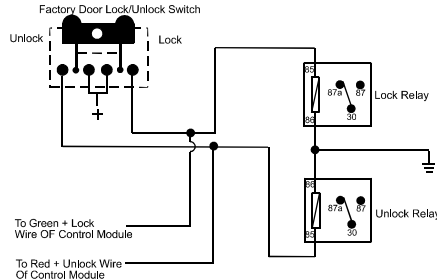 Factory Door Lock/Unlock Switch
Unlock
Lock
+
85
87a
87
30
86
Lock Relay
86
87a
87
30
85
Unlock Relay
To Green + Lock
Wire OF Control Module
To Red + Unlock Wire
Of Control Module